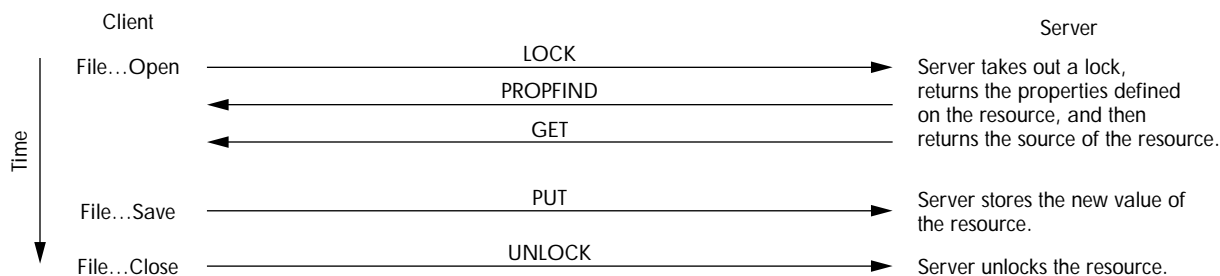 Client
Server
LOCK
File…Open
Server takes out a lock,
returns the properties defined
on the resource, and then
returns the source of the resource.
PROPFIND
GET
Time
PUT
File…Save
Server stores the new value of
the resource.
UNLOCK
File…Close
Server unlocks the resource.